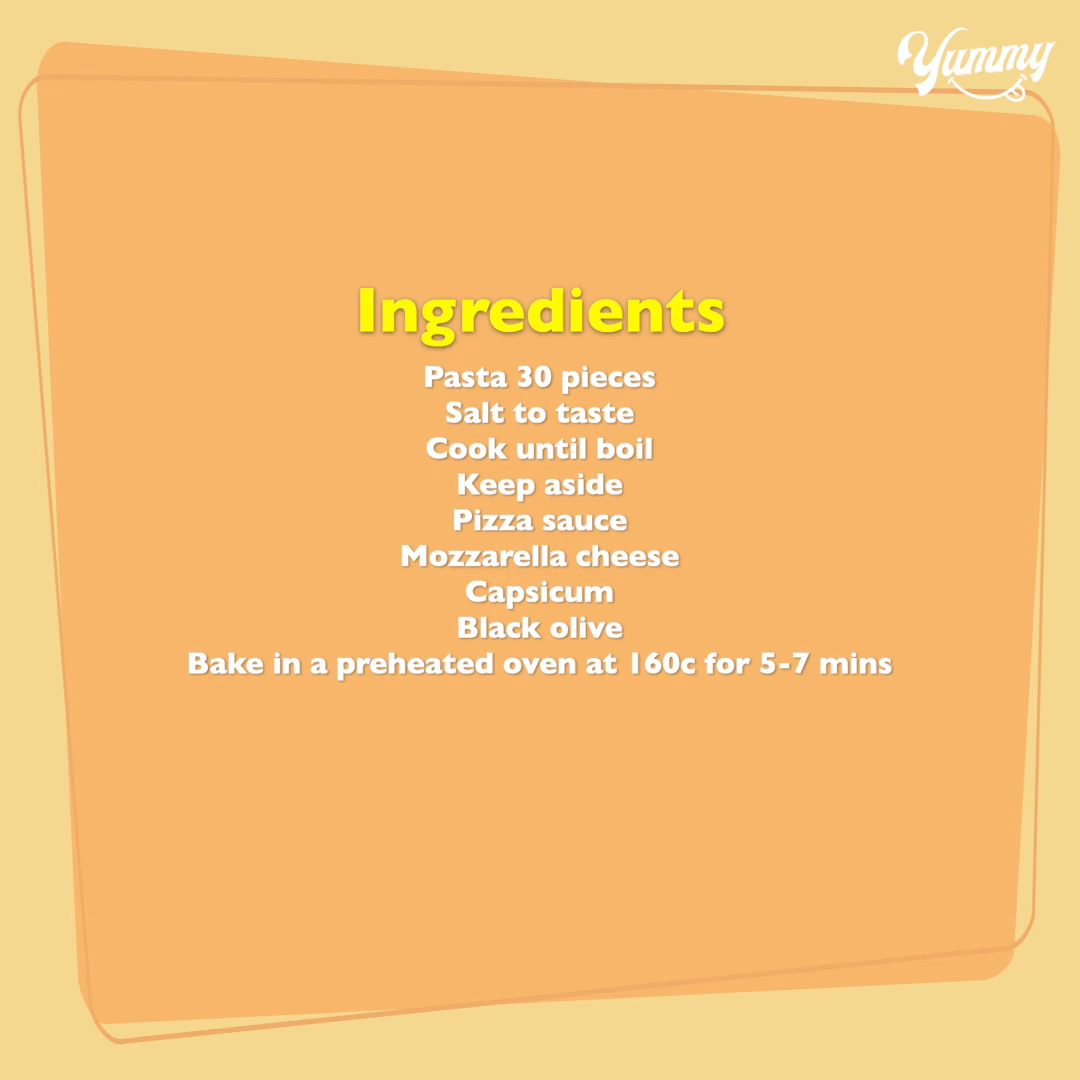 Yummy
Ingredients
Pasta 30 pieces
Salt to taste
Cook until boil
Keep aside
Pizza sauce
Mozzarella cheese
Capsicum
Black olive
Bake in a preheated oven at 160c for 5-7 mins